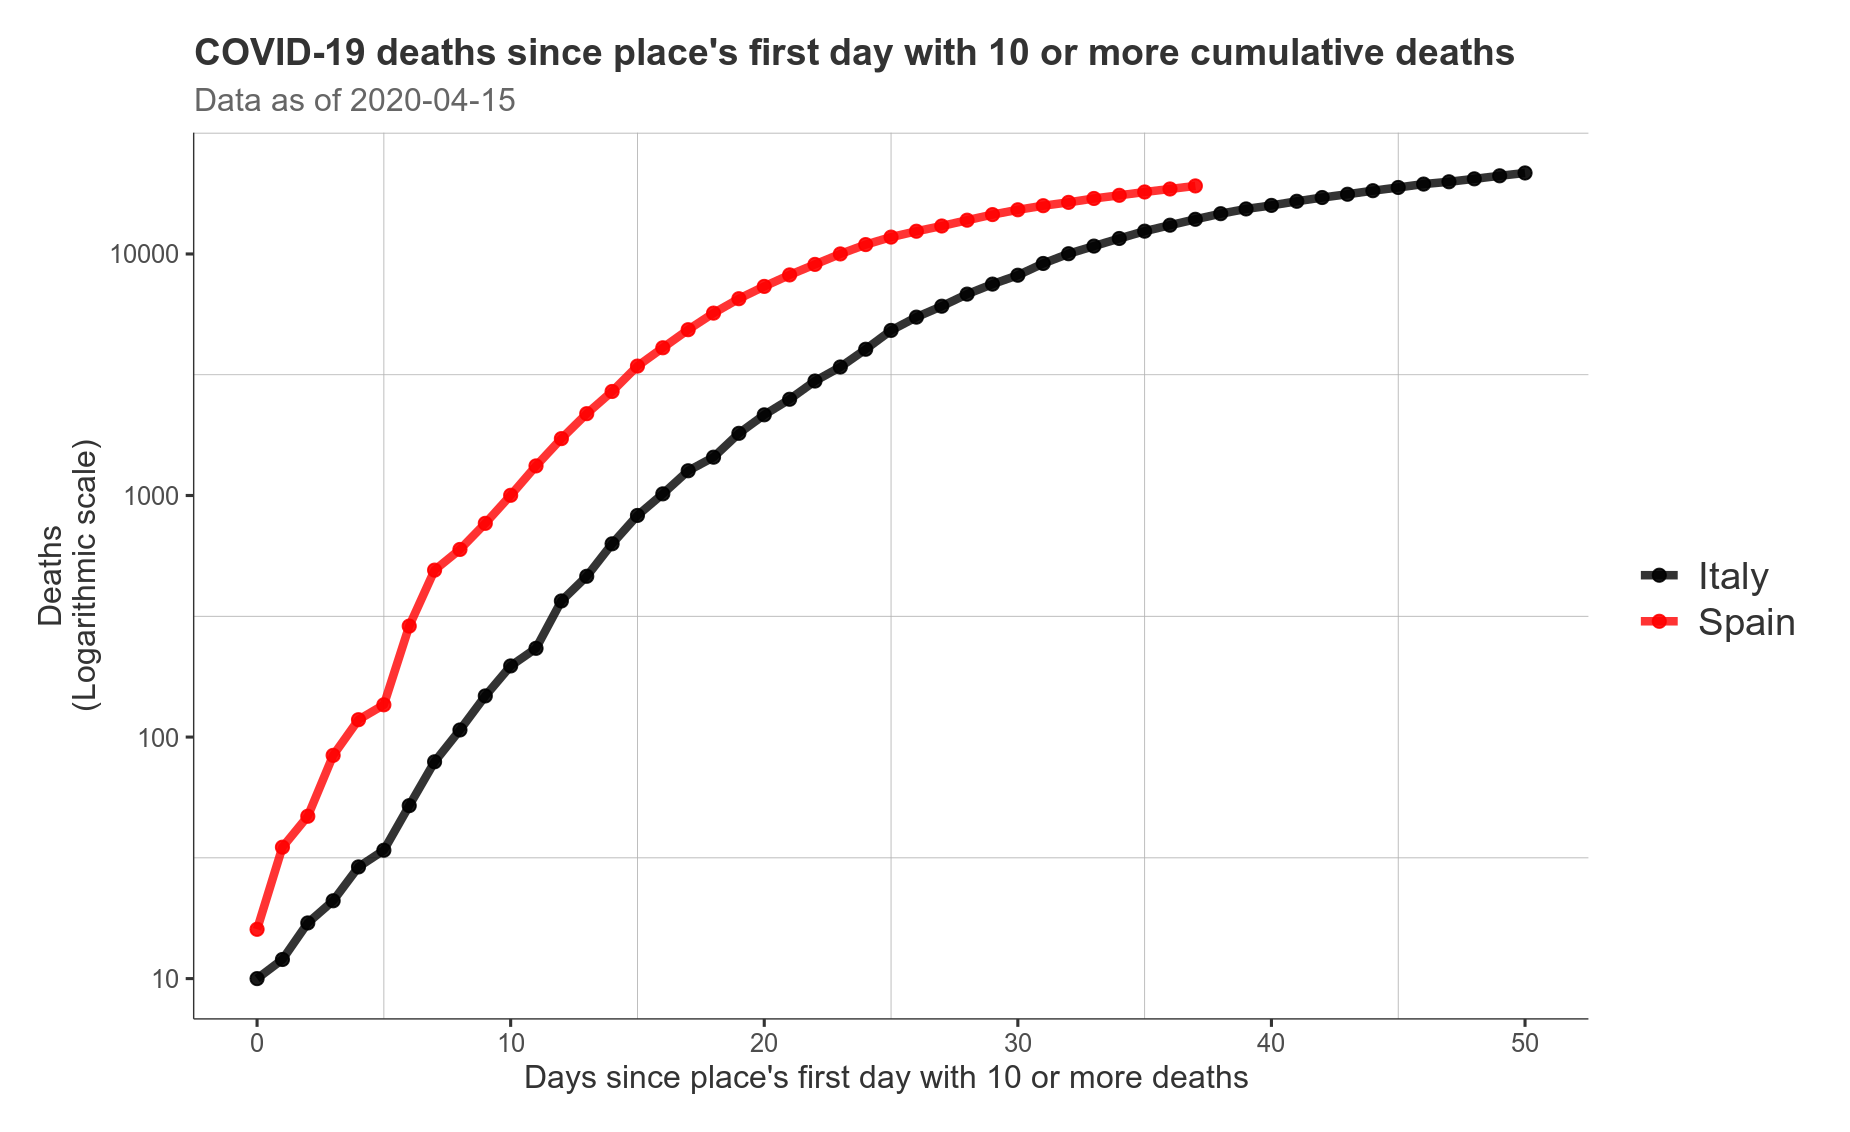 COVID-19 deaths since place's first day with 10 or more cumulative deaths
Data as of 2020-04-15
Deaths
(Logarithmic scale)
10000
1000
100
10
0
10
20
30
40
50
Days since place's first day with 10 or more deaths
Italy
Spain